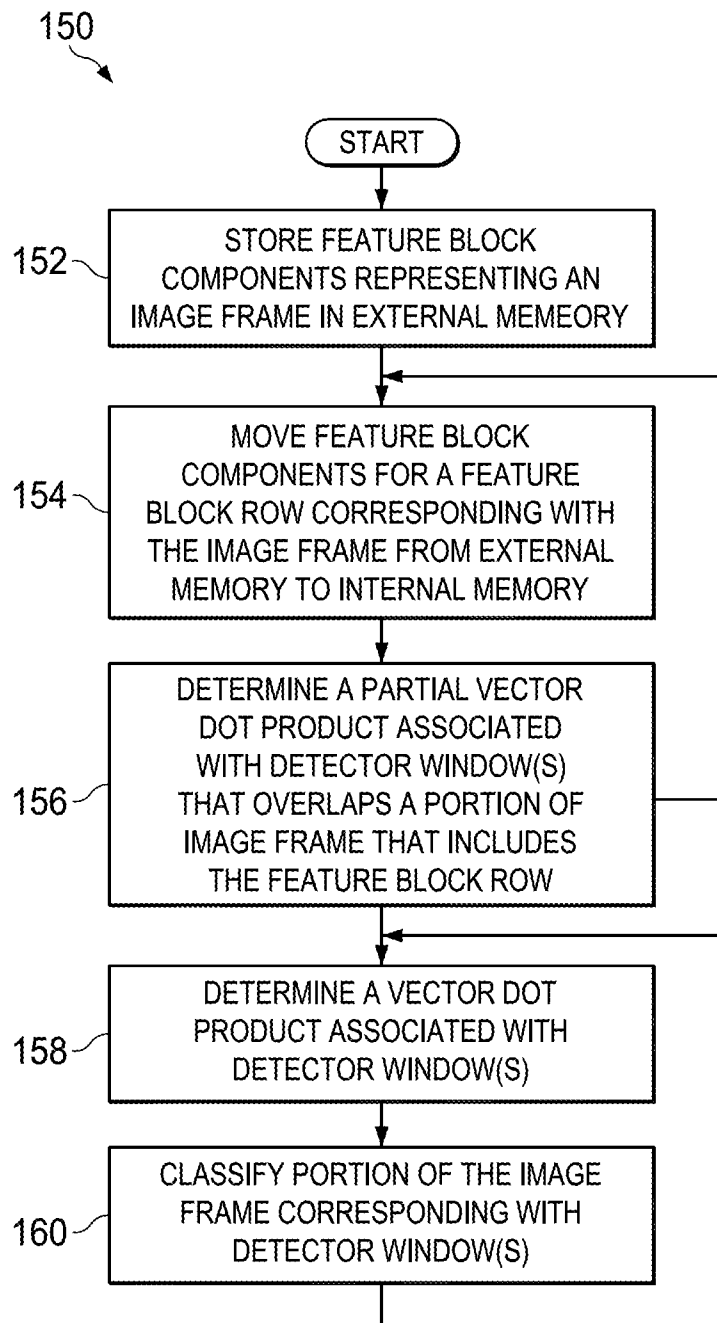 150
START
152
STORE FEATURE BLOCK
COMPONENTS REPRESENTING AN
IMAGE FRAME IN EXTERNAL MEMEORY
154
MOVE FEATURE BLOCK
COMPONENTS FOR A FEATURE
BLOCK ROW CORRESPONDING WITH
THE IMAGE FRAME FROM EXTERNAL
MEMORY TO INTERNAL MEMORY
156
DETERMINE A PARTIAL VECTOR
DOT PRODUCT ASSOCIATED
WITH DETECTOR WINDOW(S)
THAT OVERLAPS A PORTION OF
IMAGE FRAME THAT INCLUDES
THE FEATURE BLOCK ROW
158
DETERMINE A VECTOR DOT
PRODUCT ASSOCIATED WITH
DETECTOR WINDOW(S)
160
CLASSIFY PORTION OF THE IMAGE
FRAME CORRESPONDING WITH
DETECTOR WINDOW(S)